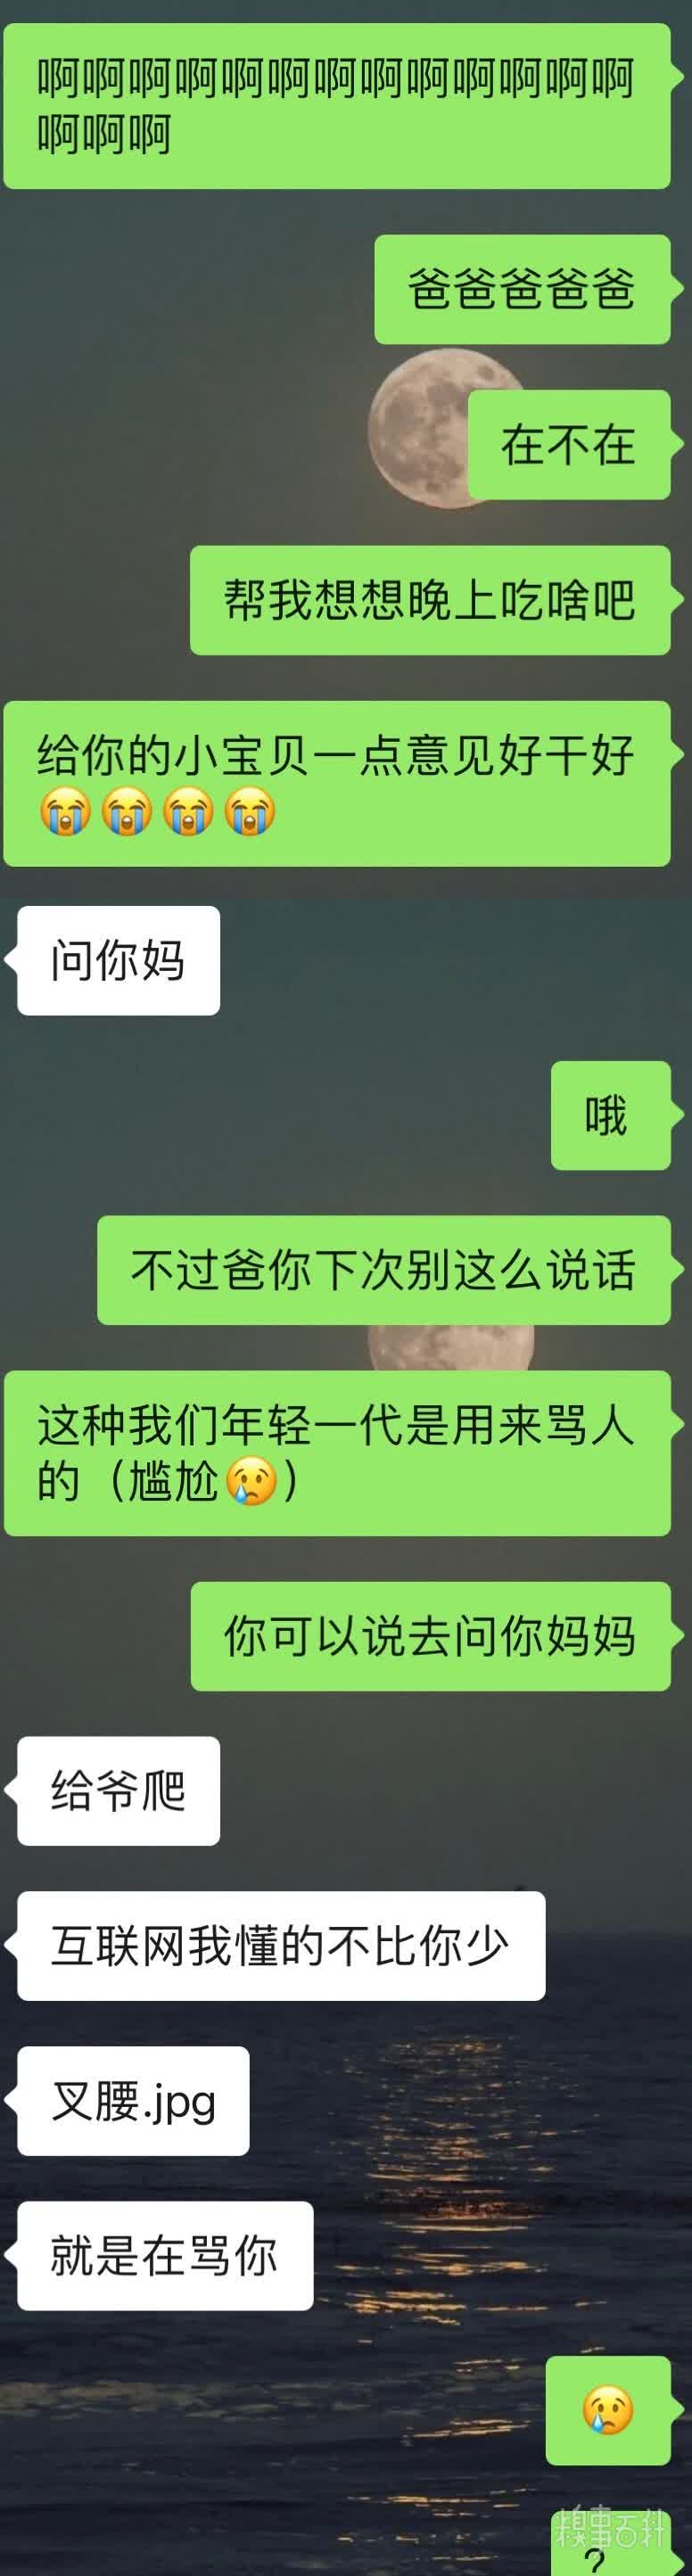 啊啊啊啊啊啊啊啊啊啊啊啊啊
啊啊啊
爸爸爸爸爸
在不在
帮我想想晚上吃啥吧
给你的小宝贝一点意见好干好
😭😭😭😭
问你妈
哦
不过爸你下次别这么说话
这种我们年轻一代是用来骂人
的（尴尬😢）
你可以说去问你妈妈
给爷爬
互联网我懂的不比你少
叉腰.jpg
就是在骂你
😢
?
糗事百科